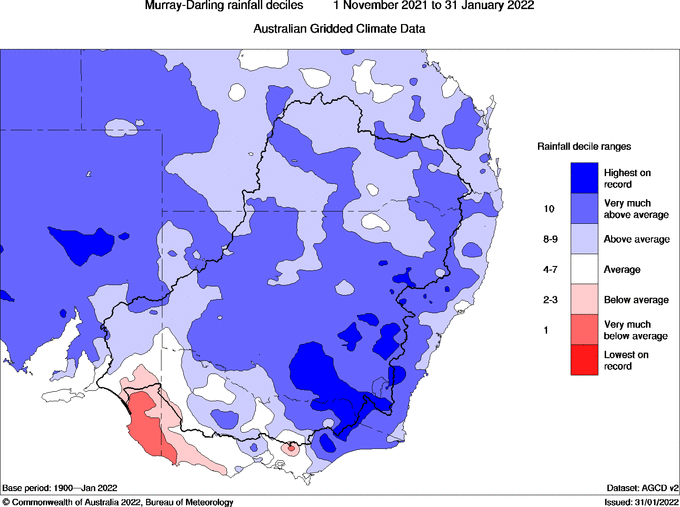 Murray-Darling rainfall deciles 1 November 2021 to 31 January 2022
Australian Gridded Climate Data
Rainfall decile ranges
Highest on
record
10
Very much
above average
8-9
Above average
4-7
Average
2-3
Below average
1
Very much
below average
Lowest on
record
Base period: 1900—Jan 2022
Dataset: AGCD v2
© Commonwealth of Australia 2022, Bureau of Meteorology
Issued: 31/01/2022